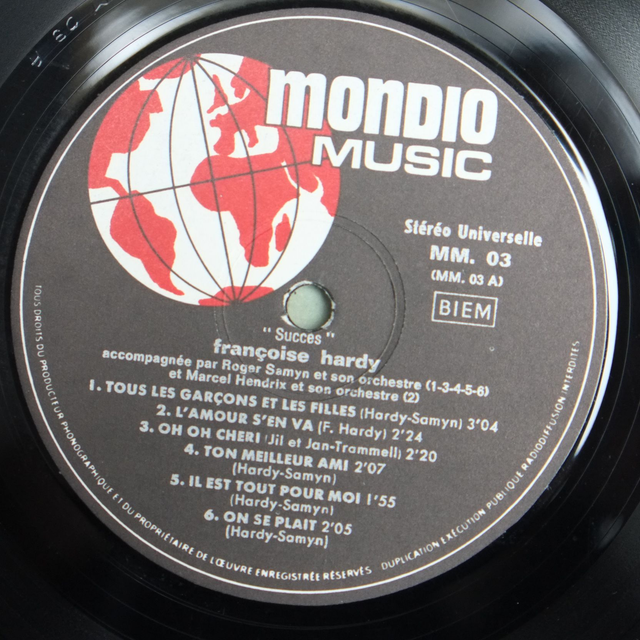 MONDIO
MUSIC
Stéréo Universelle
MM. 03
(MM. 03 A)
BIEM
"Succès"
françoise hardy
accompagnée par Roger Samyn et son orchestre (1-3-4-5-6)
et Marcel Hendrix et son orchestre (2)
1. TOUS LES GARÇONS ET LES FILLES (Hardy-Samyn) 3'04
2. L'AMOUR S'EN VA (F. Hardy) 2'24
3. OH OH CHERI (Jil et Jan-Trammell) 2'20
4. TON MEILLEUR AMI 2'07
(Hardy-Samyn)
5. IL EST TOUT POUR MOI 1'55
(Hardy-Samyn)
6. ON SE PLAIT 2'05
(Hardy-Samyn)
TOUS DROITS DU PRODUCTEUR PHONOGRAPHIQUE ET DU PROPRIÉTAIRE DE L'ŒUVRE ENREGISTRÉE RÉSERVÉS DUPLICATION EXÉCUTION PUBLIQUE RADIODIFFUSION INTERDITES